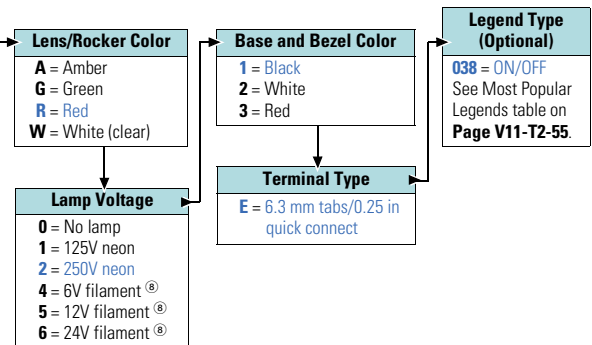 Lens/Rocker Color
A = Amber
G = Green
R = Red
W = White (clear)
Lamp Voltage
0 = No lamp
1 = 125V neon
2 = 250V neon
4 = 6V filament ⑧
5 = 12V filament ⑧
6 = 24V filament ⑧
Base and Bezel Color
1 = Black
2 = White
3 = Red
Terminal Type
E = 6.3 mm tabs/0.25 in
quick connect
Legend Type
(Optional)
038 = ON/OFF
See Most Popular
Legends table on
Page V11-T2-55.